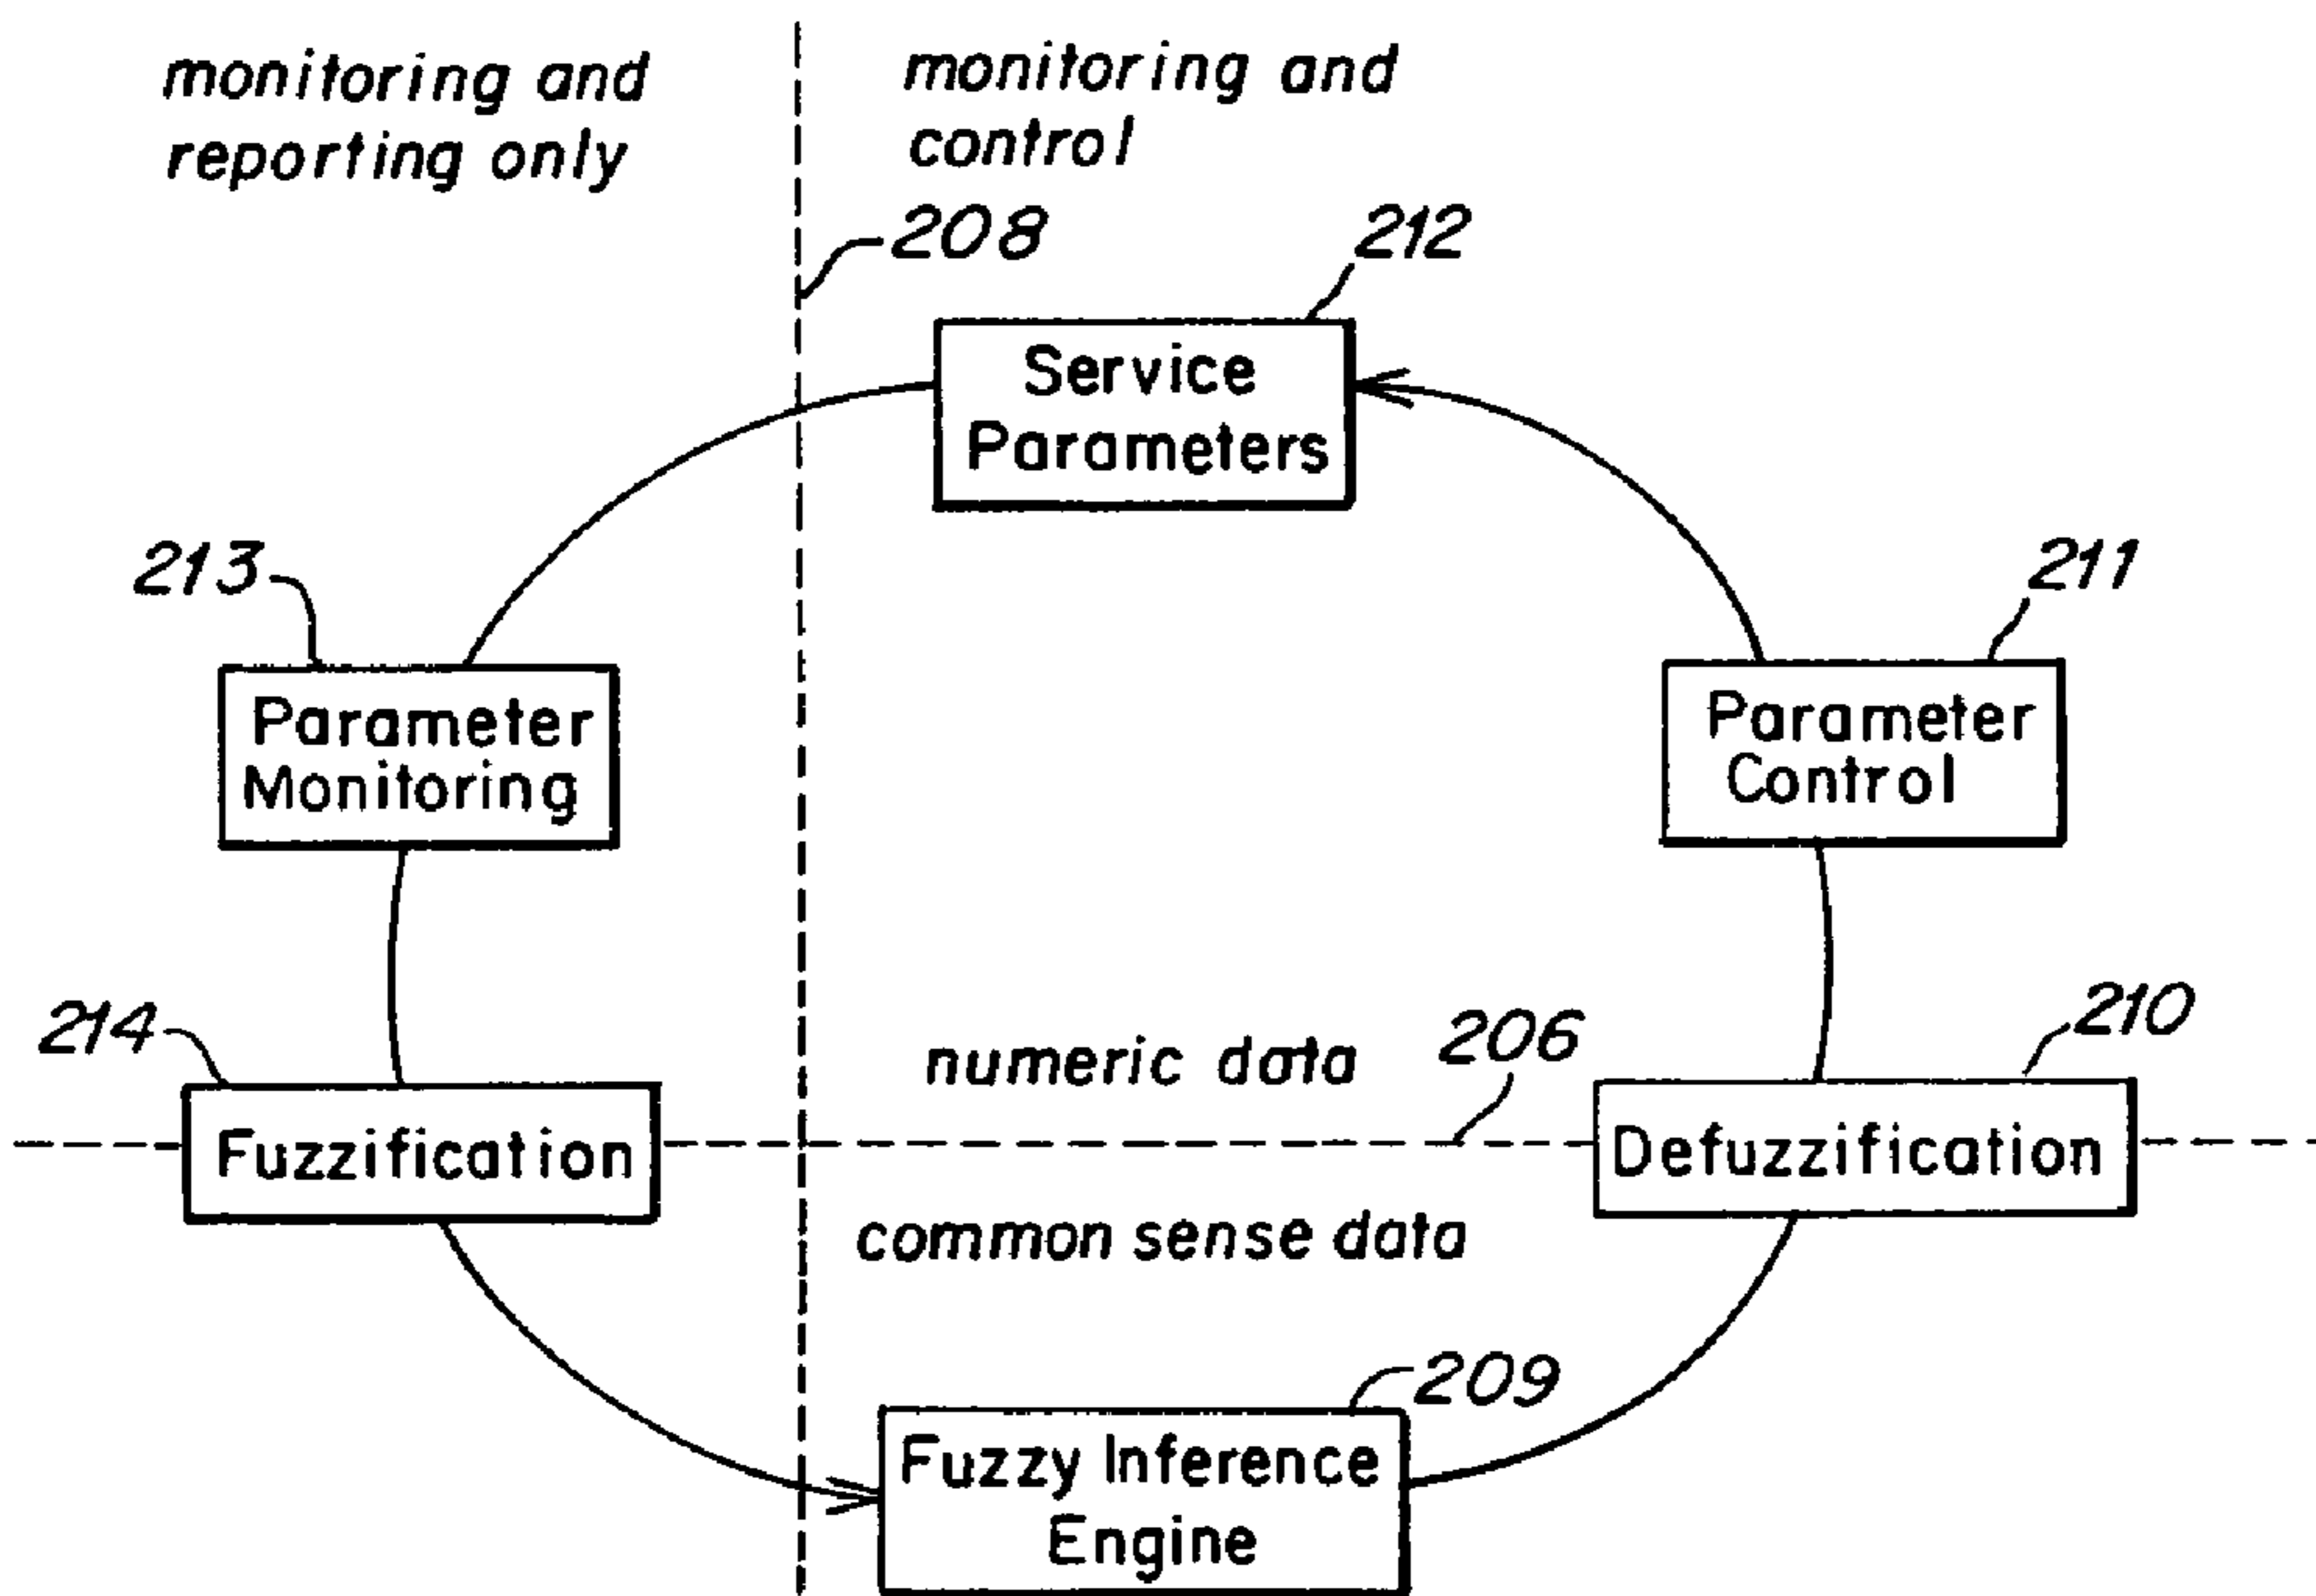 monitoring and
reporting only
monitoring and
control
208
212
Service
Parameters
213
211
Parameter
Monitoring
Parameter
Control
214
numeric data
206
210
Fuzzification
Defuzzification
common sense data
209
Fuzzy Inference
Engine